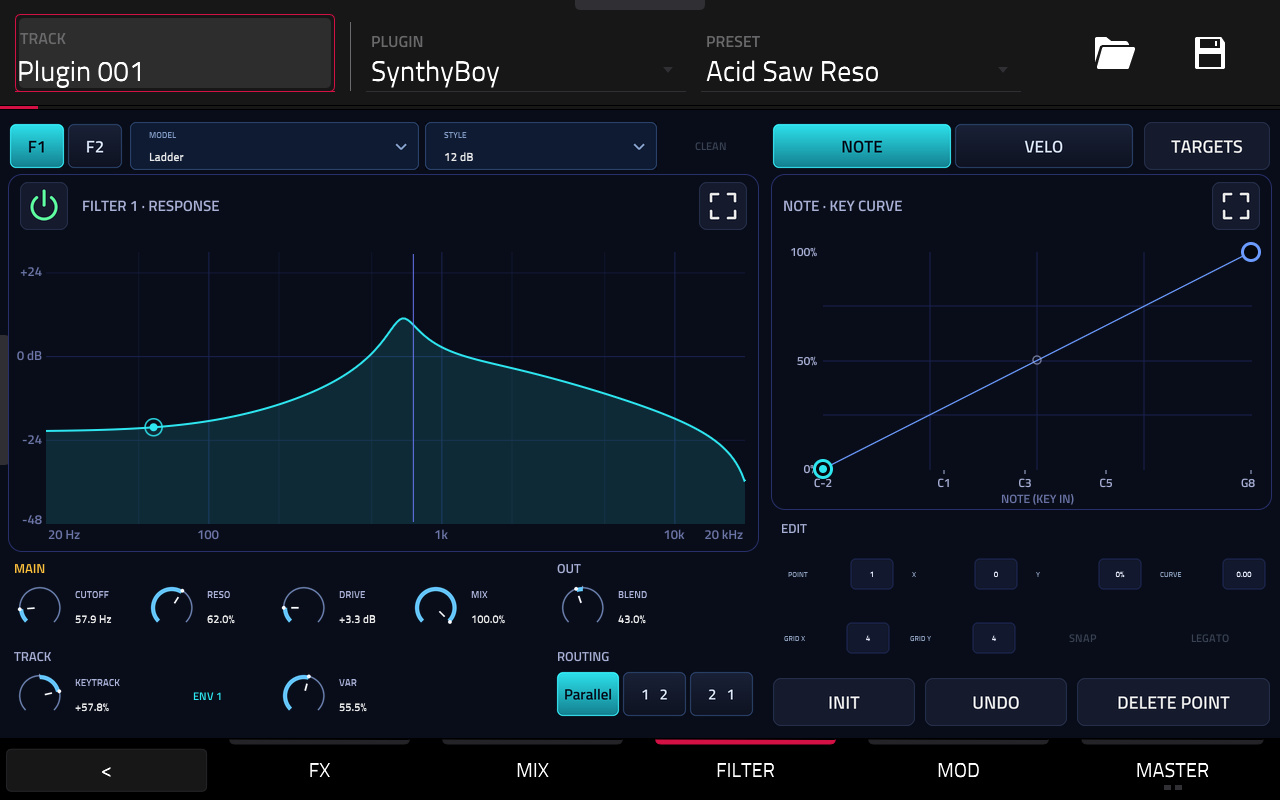 TRACK
Plugin 001
PLUGIN
SynthyBoy
PRESET
Acid Saw Reso
F1
F2
MODEL
Ladder
STYLE
12 dB
CLEAN
NOTE
VELO
TARGETS
FILTER 1 · RESPONSE
+24
0 dB
-24
-48
20 Hz
100
1k
10k
20 kHz
NOTE · KEY CURVE
100%
50%
0%
C-2
C1
C3
C5
G8
NOTE (KEY IN)
MAIN
CUTOFF
57.9 Hz
RESO
62.0%
DRIVE
+3.3 dB
MIX
100.0%
OUT
BLEND
43.0%
TRACK
KEYTRACK
+57.8%
ENV 1
VAR
55.5%
ROUTING
Parallel
1 2
2 1
EDIT
POINT
1
X
0
Y
0%
CURVE
0.00
GRID X
4
GRID Y
4
SNAP
LEGATO
INIT
UNDO
DELETE POINT
<
FX
MIX
FILTER
MOD
MASTER